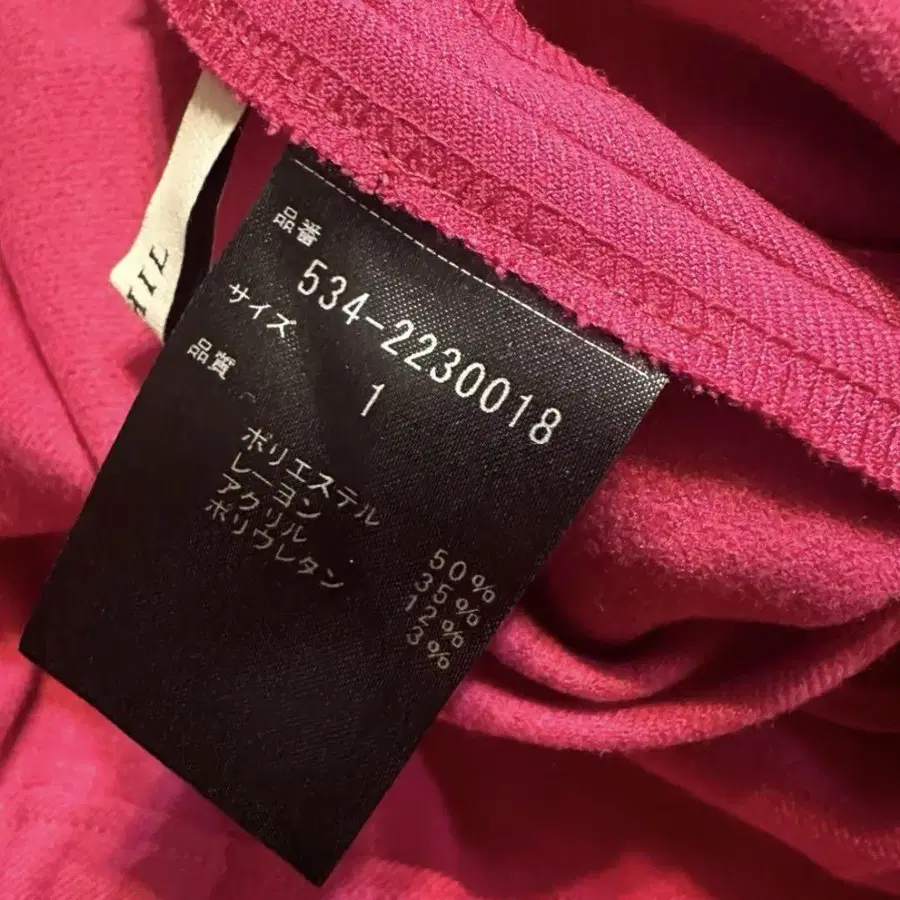 品番
534-2230018
サイズ
1
品質
ポリエステル 50%
レーヨン 35%
アクリル 12%
ポリウレタン 3%